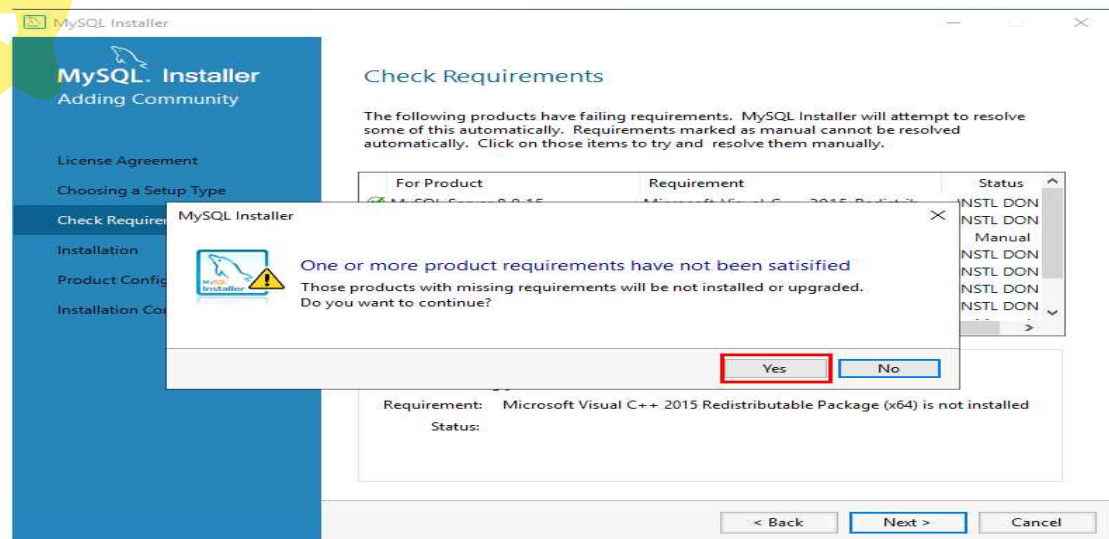 MySQL Installer
MySQL. Installer
Adding Community
License Agreement
Choosing a Setup Type
Check Requirer
Installation
Product Config
Installation Co
Check Requirements
The following products have failing requirements. MySQL Installer will attempt to resolve
some of this automatically. Requirements marked as manual cannot be resolved
automatically. Click on those items to try and resolve them manually.
For Product Requirement Status
INSTL DON
NSTL DON
Manual
NSTL DON
NSTL DON
NSTL DON
NSTL DON
MySQL Installer
MySQL
Installer
One or more product requirements have not been satisified
Those products with missing requirements will be not installed or upgraded.
Do you want to continue?
Yes No
Requirement: Microsoft Visual C++ 2015 Redistributable Package (x64) is not installed
Status:
< Back Next > Cancel